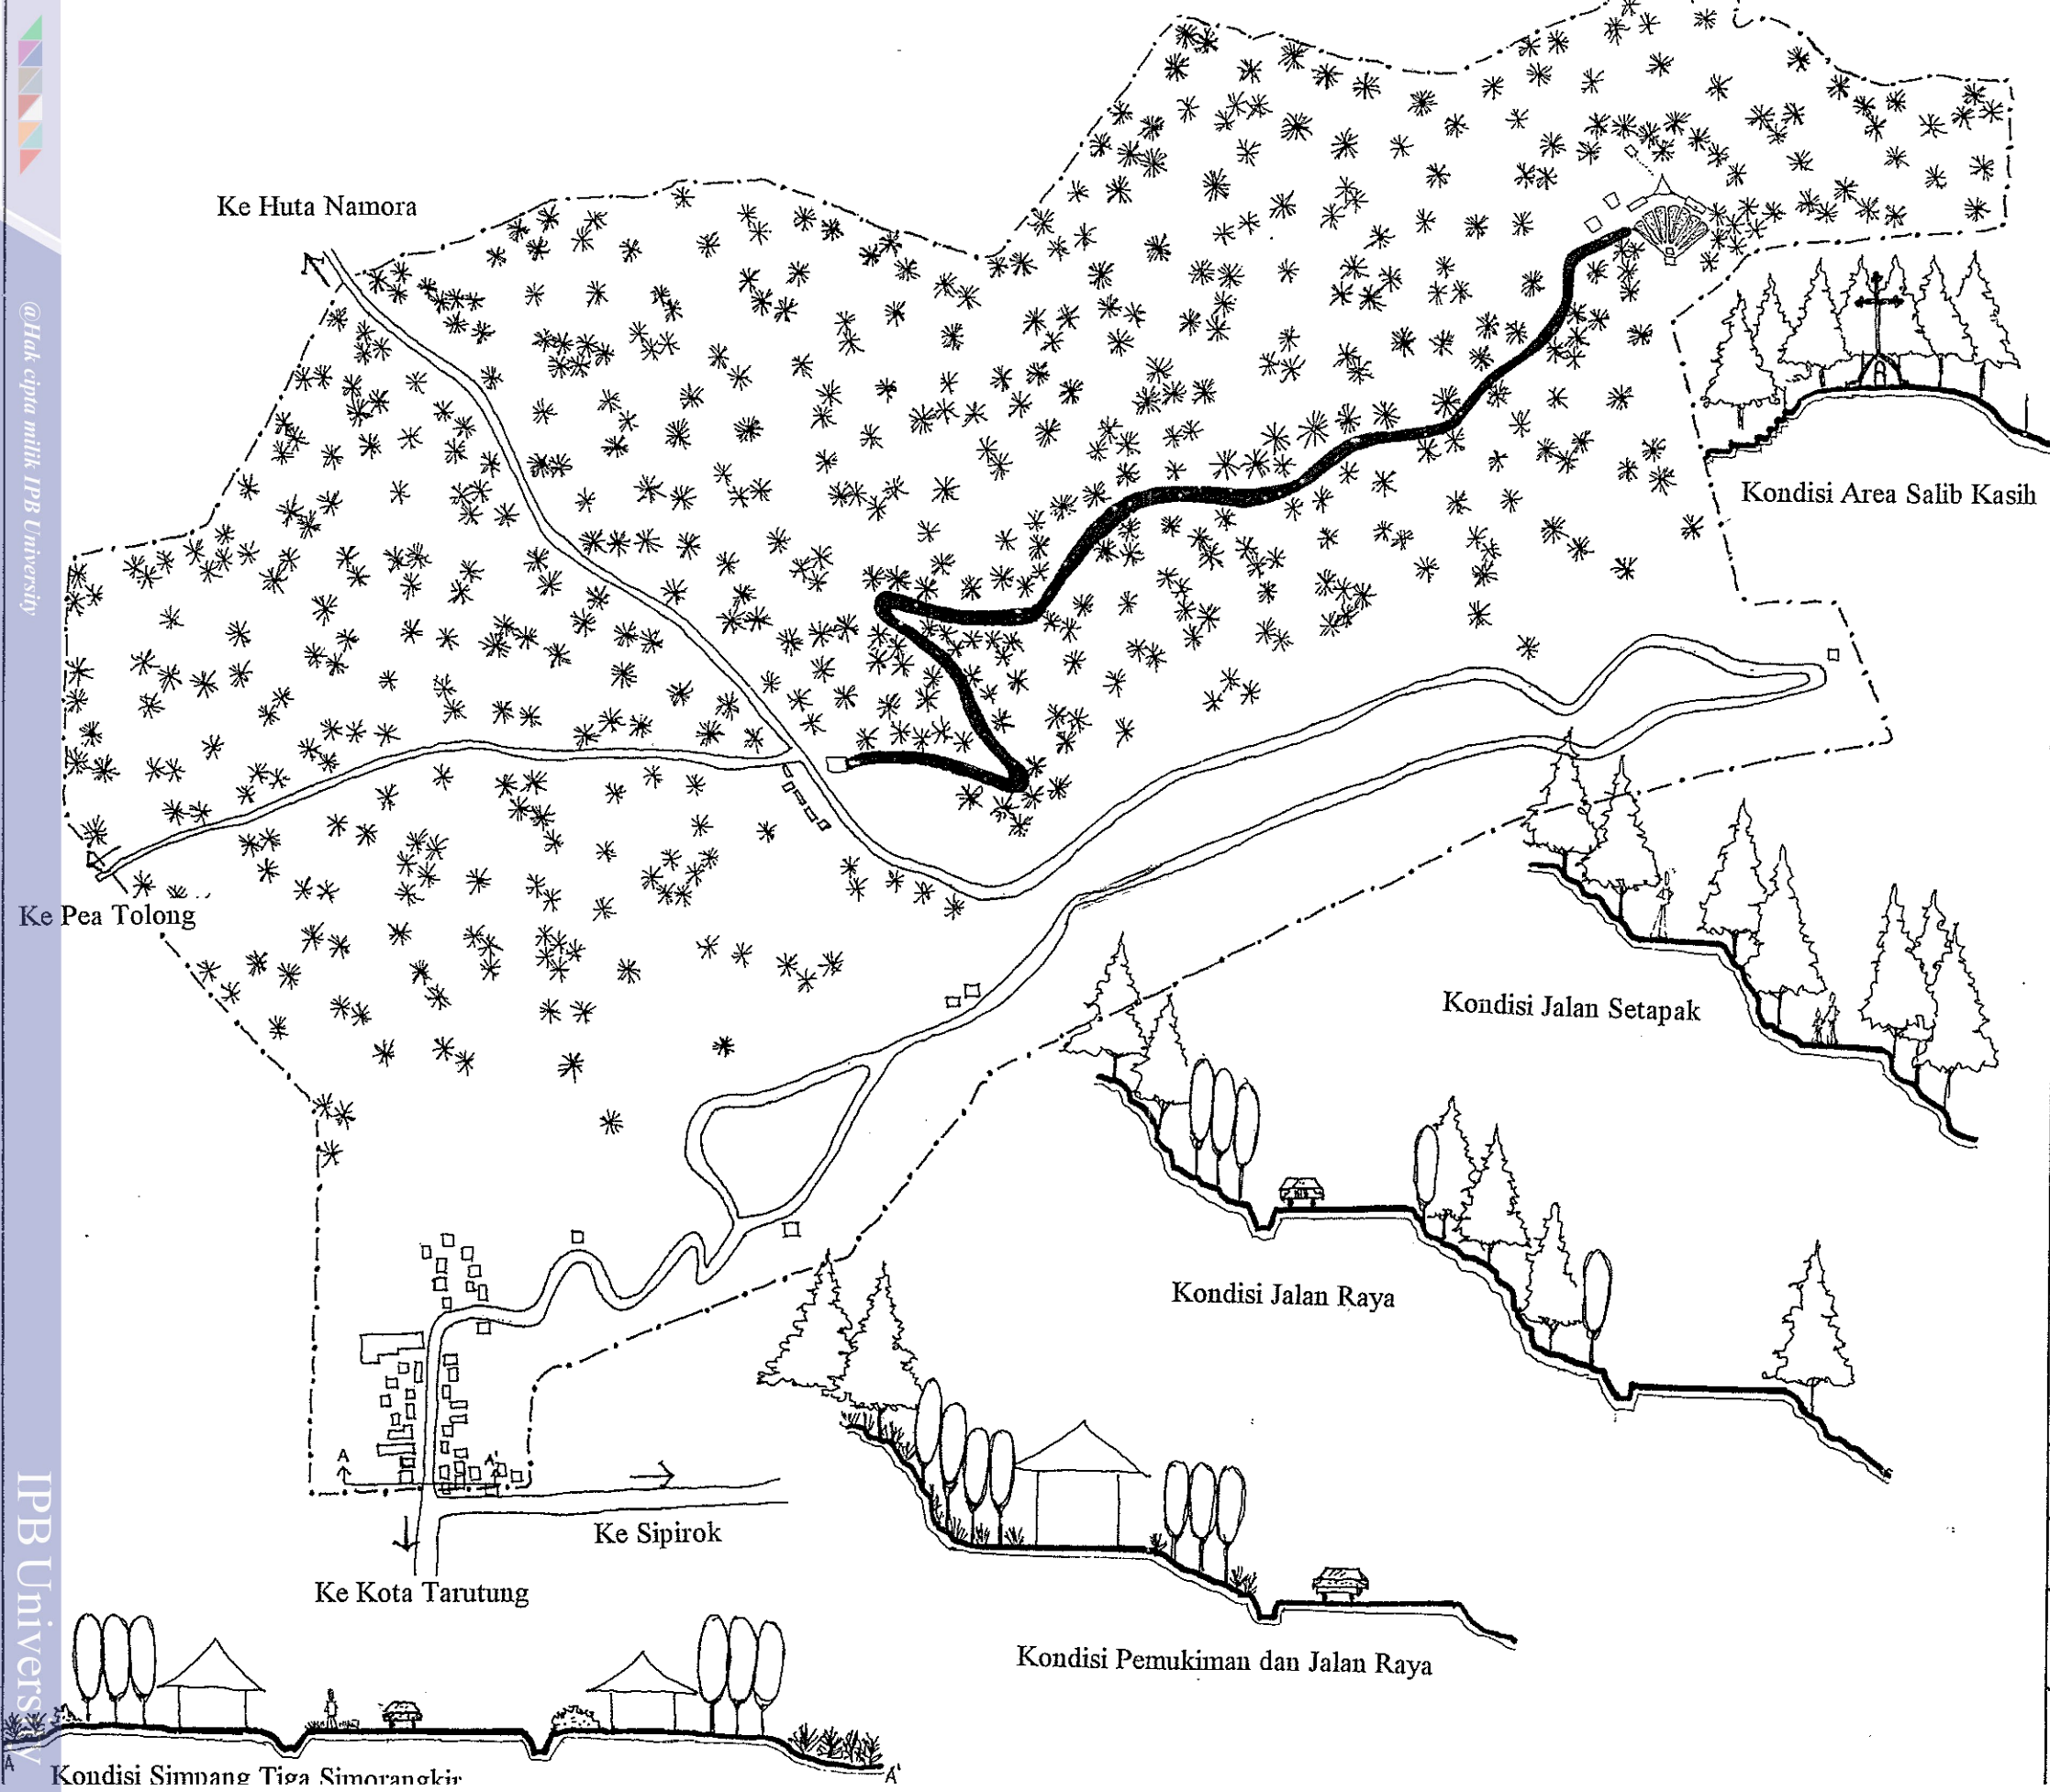 @Hak cipta milik IPB University
IPB University
Ke Huta Namora
Kondisi Area Salib Kasih
Ke Pea Tolong
Kondisi Jalan Setapak
Kondisi Jalan Raya
A
A'
Ke Sipirok
Ke Kota Tarutung
Kondisi Pemukiman dan Jalan Raya
A
A'
Kondisi Simpang Tiga Simorangkir